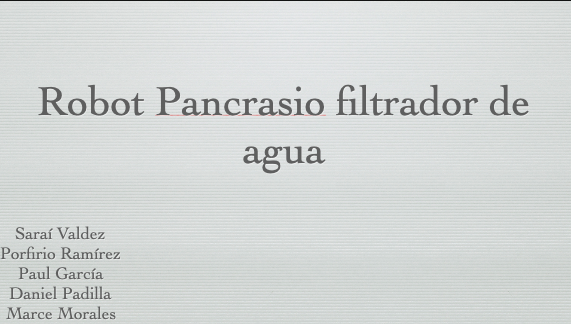 Robot Pancrasio filtrador de
agua
Saraí Valdez
Porfirio Ramírez
Paul García
Daniel Padilla
Marce Morales